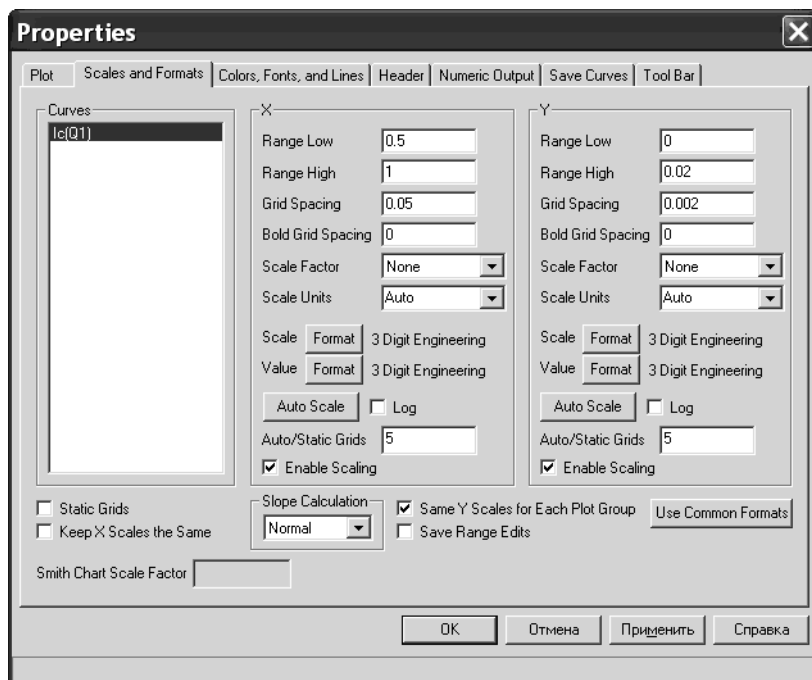 Properties
Plot Scales and Formats Colors, Fonts, and Lines Header Numeric Output Save Curves Tool Bar
Curves
Ic(Q1)
X
Range Low 0.5
Range High 1
Grid Spacing 0.05
Bold Grid Spacing 0
Scale Factor None
Scale Units Auto
Scale Format 3 Digit Engineering
Value Format 3 Digit Engineering
Auto Scale Log
Auto/Static Grids 5
Enable Scaling
Y
Range Low 0
Range High 0.02
Grid Spacing 0.002
Bold Grid Spacing 0
Scale Factor None
Scale Units Auto
Scale Format 3 Digit Engineering
Value Format 3 Digit Engineering
Auto Scale Log
Auto/Static Grids 5
Enable Scaling
Static Grids
Keep X Scales the Same
Slope Calculation
Normal
Same Y Scales for Each Plot Group
Save Range Edits
Use Common Formats
Smith Chart Scale Factor
OK Отмена Применить Справка